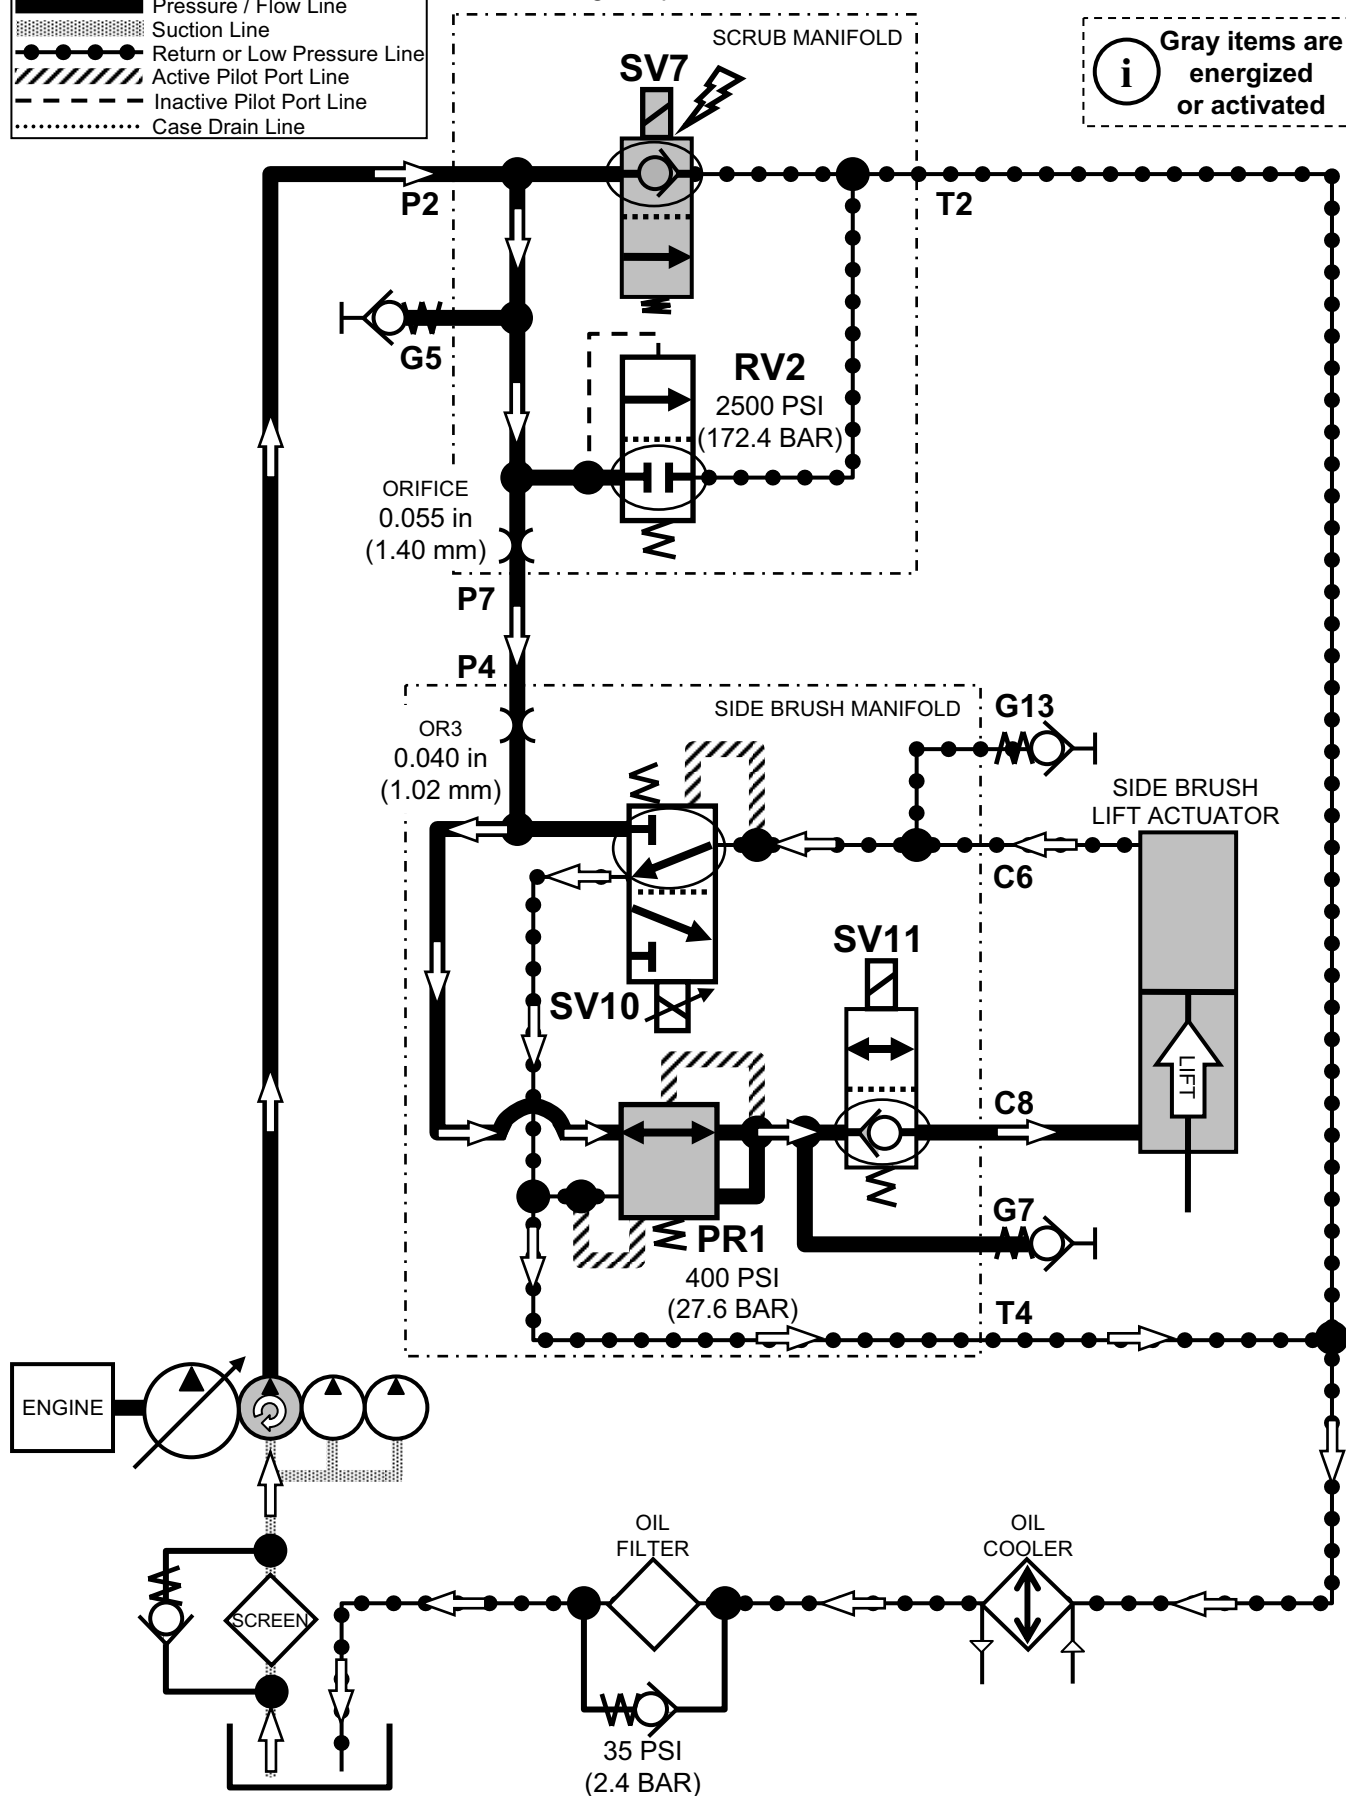 Pressure / Flow Line
Suction Line
Return or Low Pressure Line
Active Pilot Port Line
Inactive Pilot Port Line
Case Drain Line
SCRUB MANIFOLD
i
Gray items are
energized
or activated
SV7
P2
T2
G5
RV2
2500 PSI
(172.4 BAR)
ORIFICE
0.055 in
(1.40 mm)
P7
P4
SIDE BRUSH MANIFOLD
G13
OR3
0.040 in
(1.02 mm)
SIDE BRUSH
LIFT ACTUATOR
C6
SV11
SV10
LIFT
C8
G7
PR1
400 PSI
(27.6 BAR)
T4
ENGINE
OIL
FILTER
OIL
COOLER
SCREEN
35 PSI
(2.4 BAR)